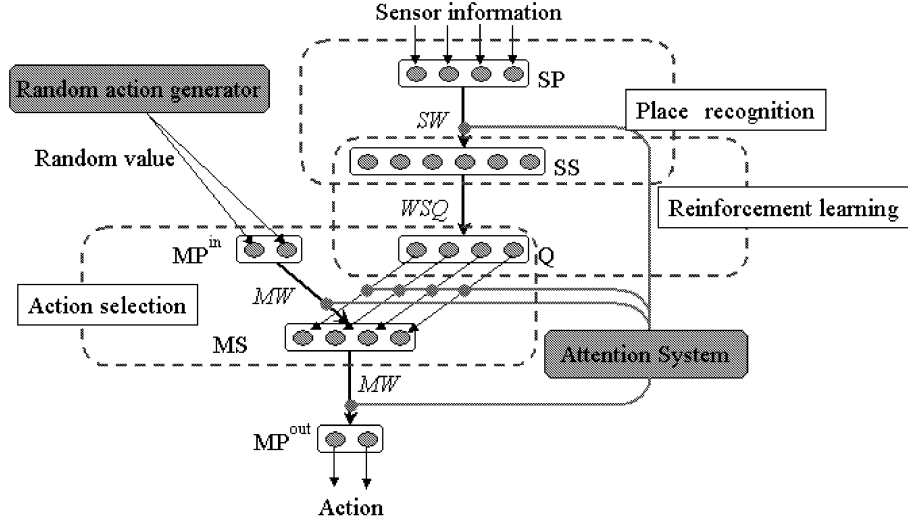 Sensor information
SP
Random action generator
Place recognition
SW
Random value
SS
Reinforcement learning
WSQ
MP^in
Q
MW
Action selection
MS
Attention System
MW
MP^out
Action